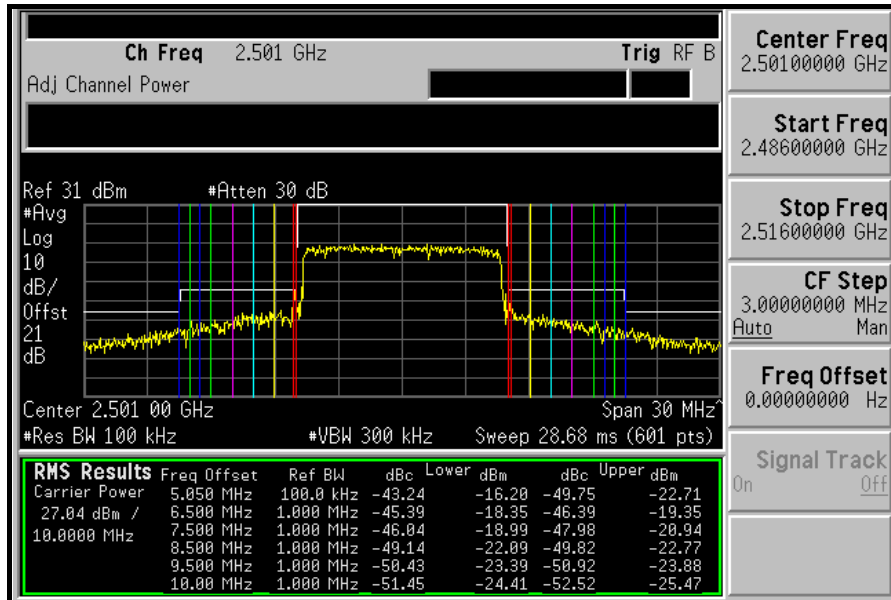 Ch Freq 2.501 GHz Trig RF B
Adj Channel Power
Ref 31 dBm #Atten 30 dB
#Avg
Log
10
dB/
Offst
21
dB
Center 2.501 00 GHz Span 30 MHz^
#Res BW 100 kHz #VBW 300 kHz Sweep 28.68 ms (601 pts)
RMS Results Freq Offset Ref BW dBc Lower dBm dBc Upper dBm
Carrier Power 5.050 MHz 100.0 kHz -43.24 -16.20 -49.75 -22.71
27.04 dBm / 6.500 MHz 1.000 MHz -45.39 -18.35 -46.39 -19.35
10.0000 MHz 7.500 MHz 1.000 MHz -46.04 -18.99 -47.98 -20.94
8.500 MHz 1.000 MHz -49.14 -22.09 -49.82 -22.77
9.500 MHz 1.000 MHz -50.43 -23.39 -50.92 -23.88
10.00 MHz 1.000 MHz -51.45 -24.41 -52.52 -25.47
Center Freq
2.50100000 GHz
Start Freq
2.48600000 GHz
Stop Freq
2.51600000 GHz
CF Step
3.00000000 MHz
Auto Man
Freq Offset
0.00000000 Hz
Signal Track
On Off